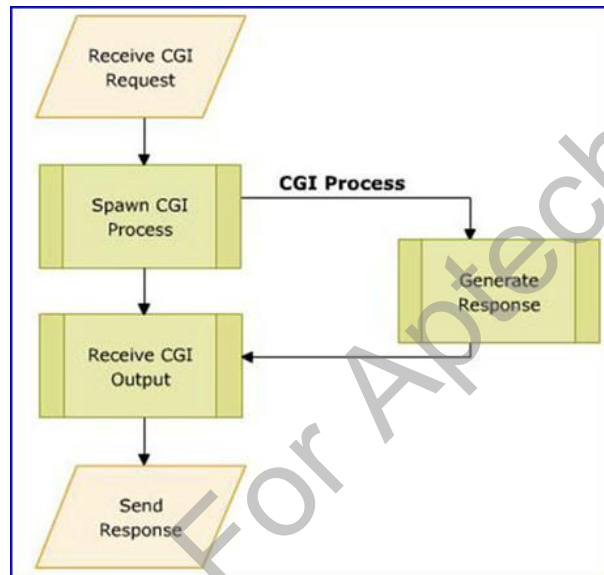 Receive CGI
Request
CGI Process
Spawn CGI
Process
Generate
Response
Receive CGI
Output
Send
Response
For Aptech